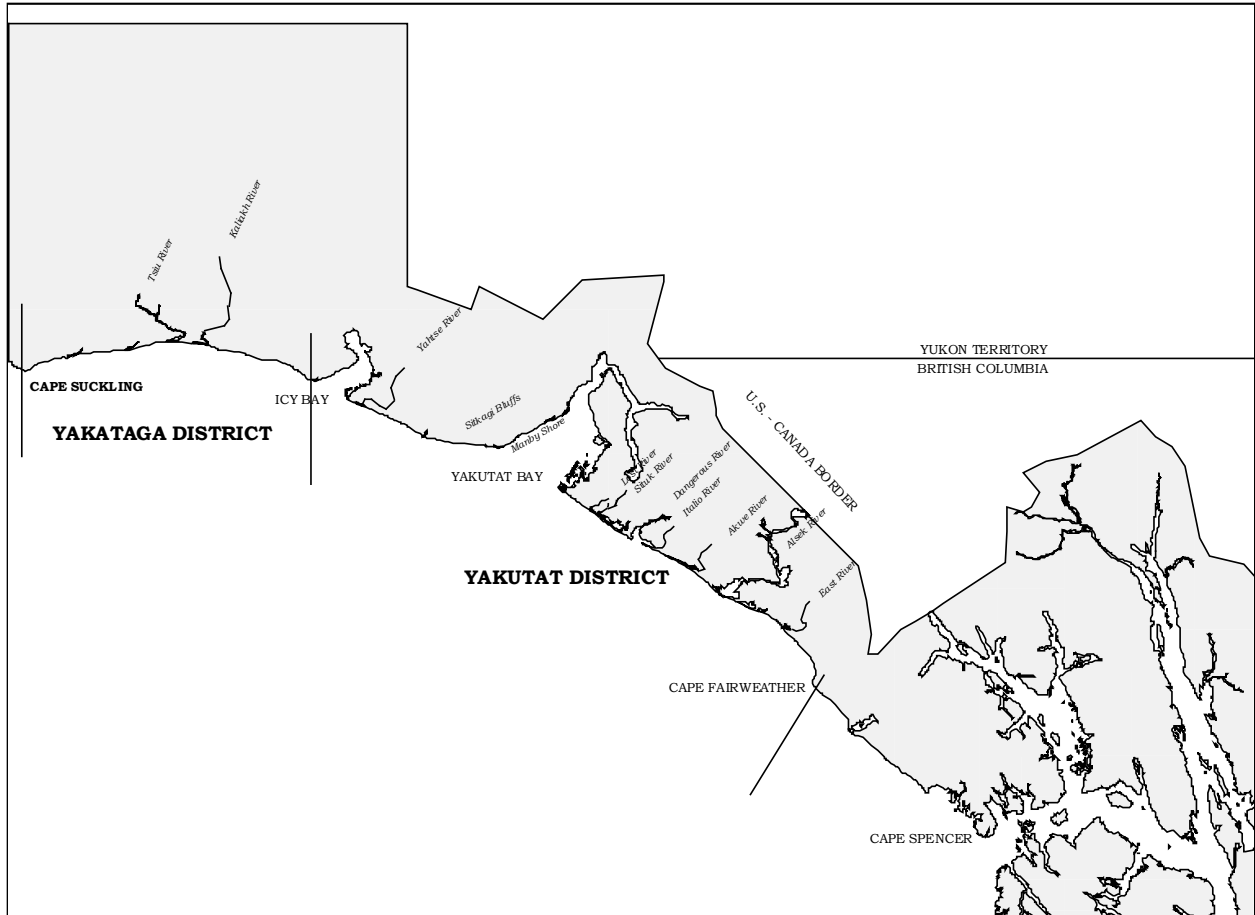 Kaliakh River
Tsiu River
Yahtse River
YUKON TERRITORY
BRITISH COLUMBIA
CAPE SUCKLING
ICY BAY
U.S. - CANADA BORDER
Sitkagi Bluffs
YAKATAGA DISTRICT
Manby Shore
YAKUTAT BAY
Lost River
Situk River
Dangerous River
Italio River
Akwe River
Alsek River
YAKUTAT DISTRICT
East River
CAPE FAIRWEATHER
CAPE SPENCER